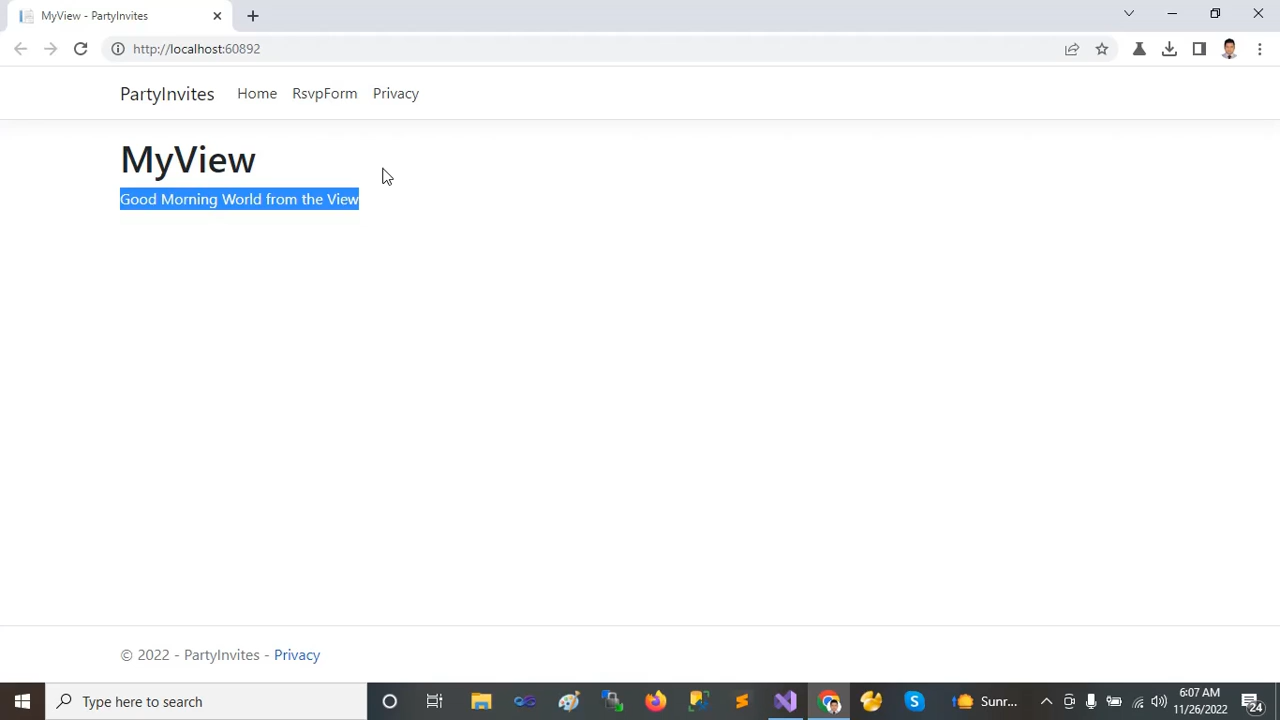 MyView - PartyInvites
http://localhost:60892
PartyInvites Home RsvpForm Privacy
MyView
Good Morning World from the View
© 2022 - PartyInvites - Privacy
Type here to search
Sunr...
6:07 AM
11/26/2022
24